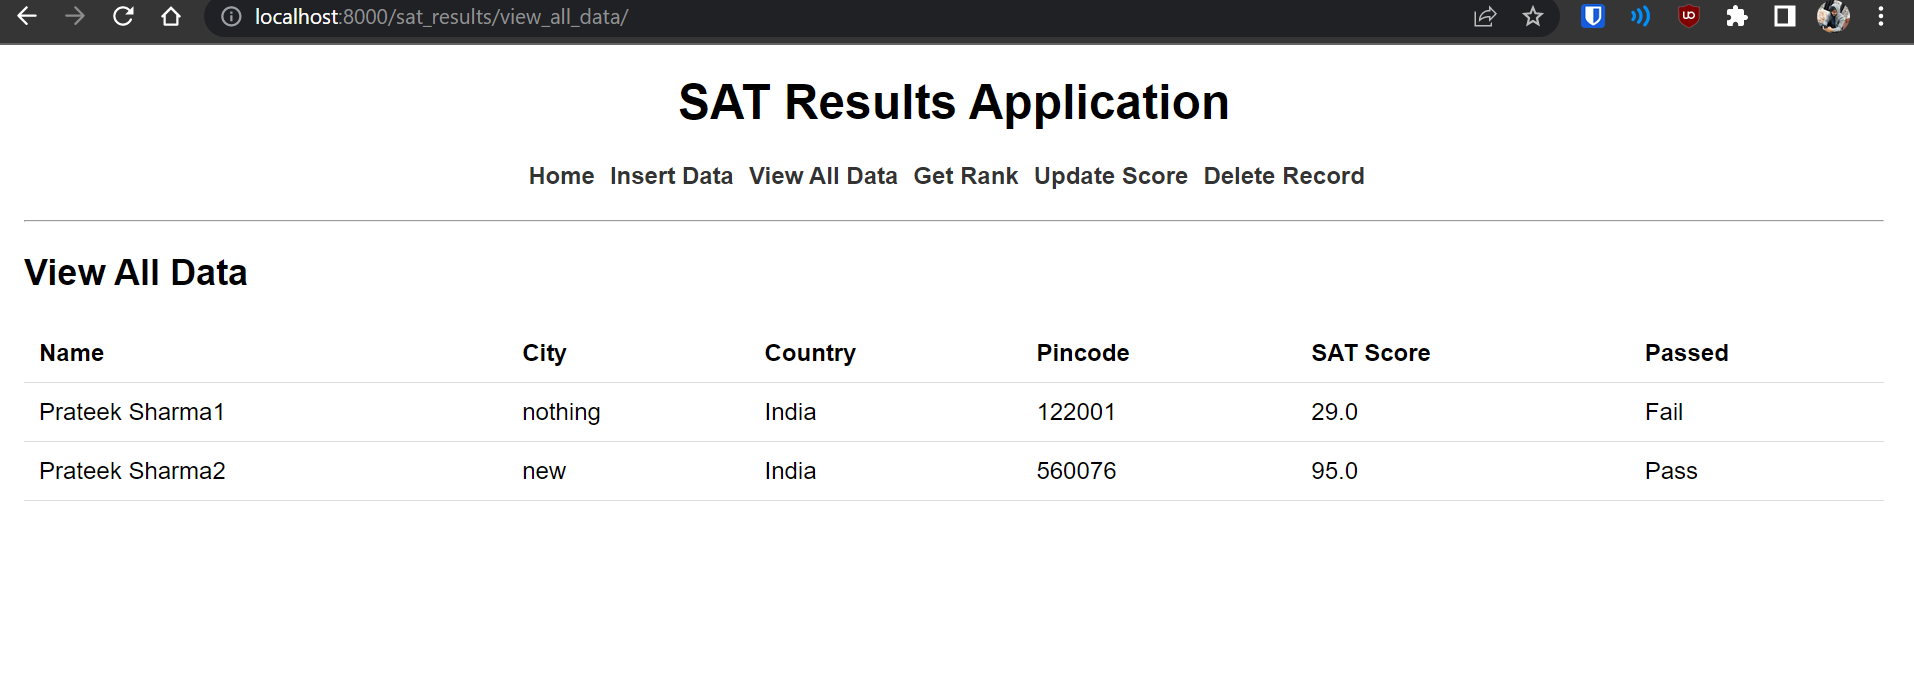 localhost:8000/sat_results/view_all_data/
SAT Results Application
Home Insert Data View All Data Get Rank Update Score Delete Record
View All Data
Name City Country Pincode SAT Score Passed
Prateek Sharma1 nothing India 122001 29.0 Fail
Prateek Sharma2 new India 560076 95.0 Pass